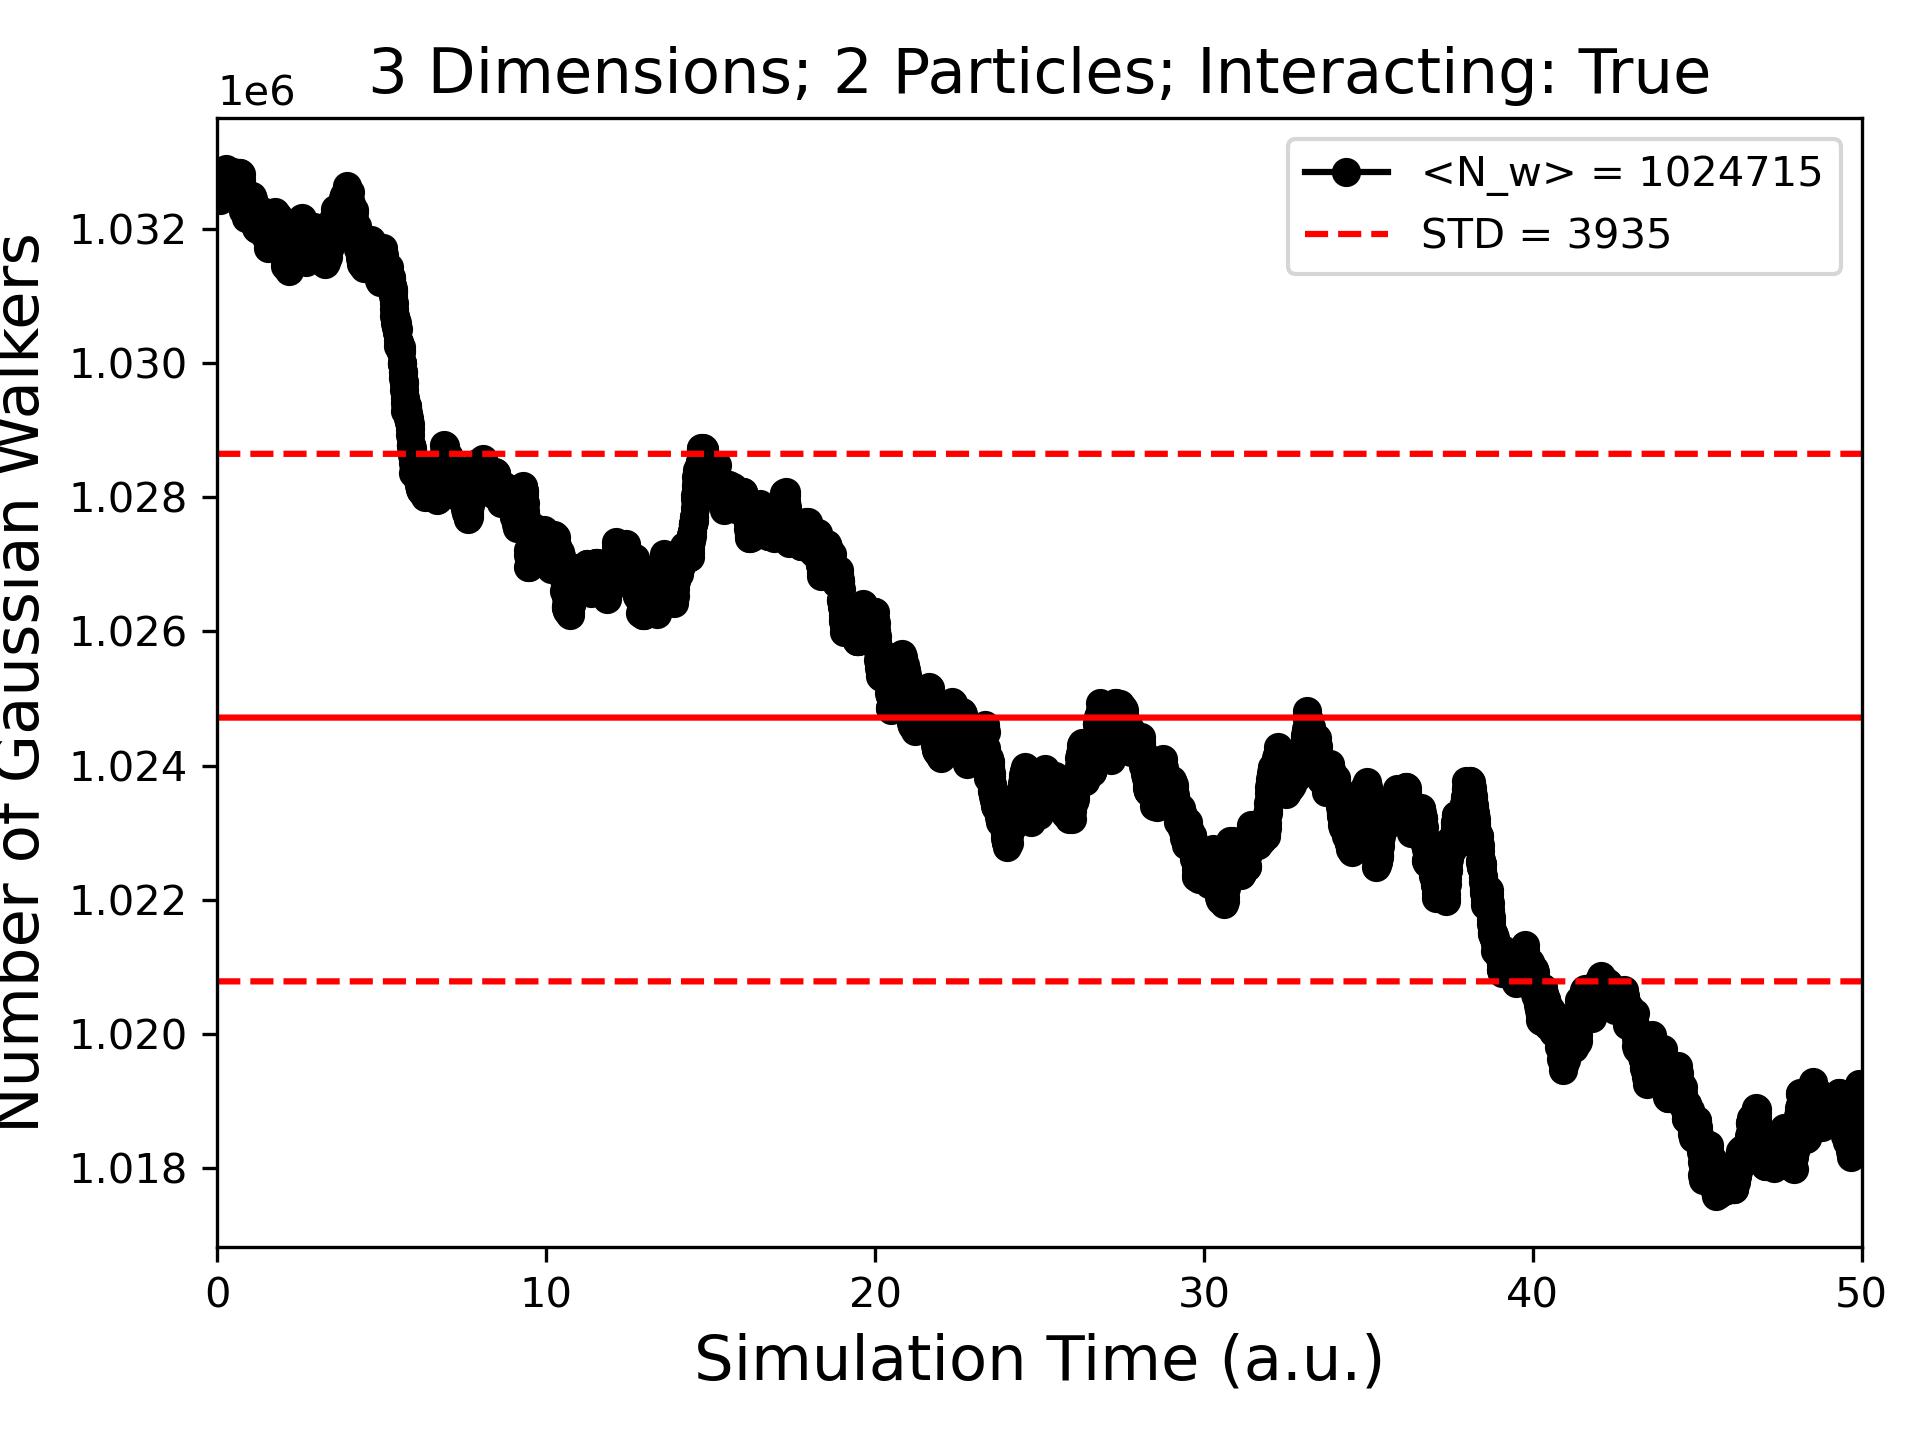 3 Dimensions; 2 Particles; Interacting: True
1e6
<N_w> = 1024715
STD = 3935
Number of Gaussian Walkers
1.032
1.030
1.028
1.026
1.024
1.022
1.020
1.018
0 10 20 30 40 50
Simulation Time (a.u.)